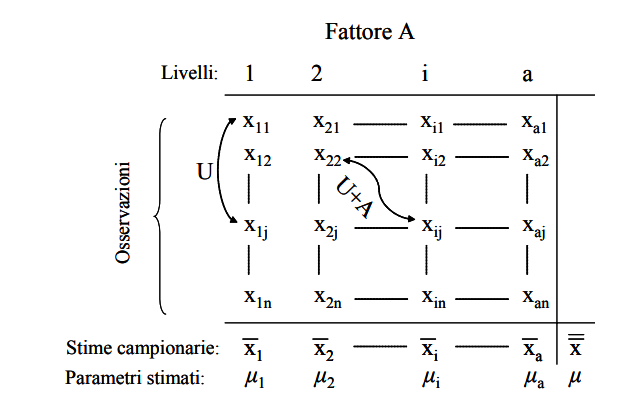 Fattore A
Livelli: 1 2 i a
x₁₁ x₂₁ xᵢ₁ xₐ₁
x₁₂ x₂₂ xᵢ₂ xₐ₂
U
U+A
Osservazioni
x₁ⱼ x₂ⱼ xᵢⱼ xₐⱼ
x₁ₙ x₂ₙ xᵢₙ xₐₙ
Stime campionarie: x̅₁ x̅₂ x̅ᵢ x̅ₐ x̿
Parametri stimati: μ₁ μ₂ μᵢ μₐ μ